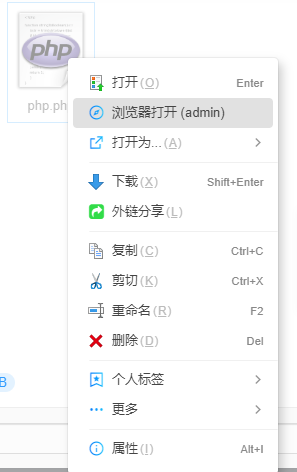 php
php.ph
打开(O) Enter
浏览器打开 (admin)
打开为...(A)
下载(X) Shift+Enter
外链分享(L)
复制(C) Ctrl+C
剪切(K) Ctrl+X
重命名(R) F2
删除(D) Del
B
个人标签
更多
属性(I) Alt+I